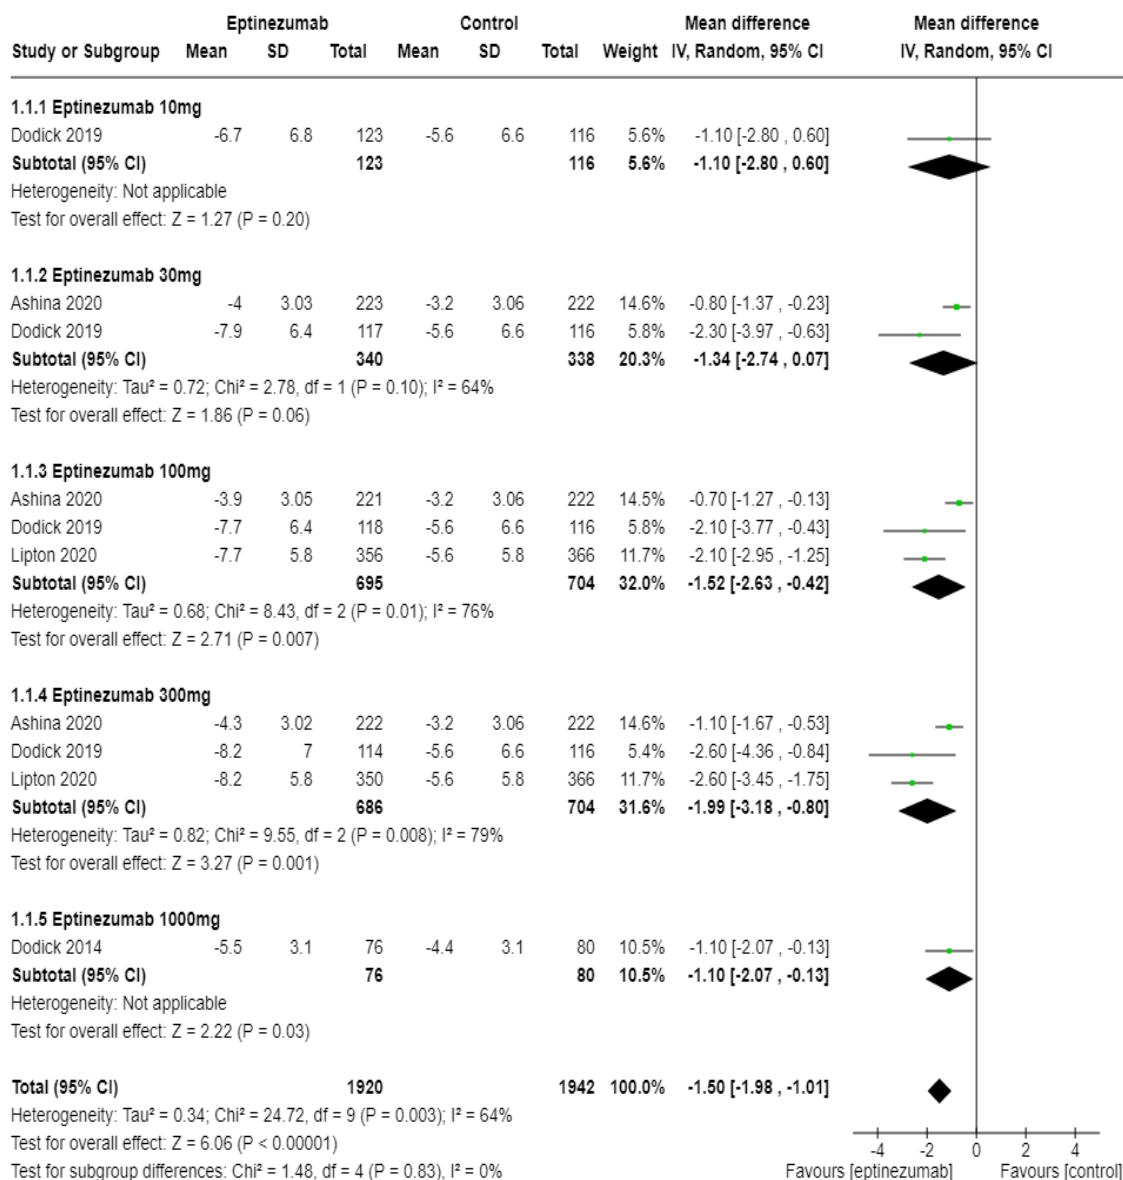 Eptinezumab Control Mean difference Mean difference
Study or Subgroup Mean SD Total Mean SD Total Weight IV, Random, 95% CI IV, Random, 95% CI
1.1.1 Eptinezumab 10mg
Dodick 2019 -6.7 6.8 123 -5.6 6.6 116 5.6% -1.10 [-2.80 , 0.60]
Subtotal (95% CI) 123 116 5.6% -1.10 [-2.80 , 0.60]
Heterogeneity: Not applicable
Test for overall effect: Z = 1.27 (P = 0.20)
1.1.2 Eptinezumab 30mg
Ashina 2020 -4 3.03 223 -3.2 3.06 222 14.6% -0.80 [-1.37 , -0.23]
Dodick 2019 -7.9 6.4 117 -5.6 6.6 116 5.8% -2.30 [-3.97 , -0.63]
Subtotal (95% CI) 340 338 20.3% -1.34 [-2.74 , 0.07]
Heterogeneity: Tau² = 0.72; Chi² = 2.78, df = 1 (P = 0.10); I² = 64%
Test for overall effect: Z = 1.86 (P = 0.06)
1.1.3 Eptinezumab 100mg
Ashina 2020 -3.9 3.05 221 -3.2 3.06 222 14.5% -0.70 [-1.27 , -0.13]
Dodick 2019 -7.7 6.4 118 -5.6 6.6 116 5.8% -2.10 [-3.77 , -0.43]
Lipton 2020 -7.7 5.8 356 -5.6 5.8 366 11.7% -2.10 [-2.95 , -1.25]
Subtotal (95% CI) 695 704 32.0% -1.52 [-2.63 , -0.42]
Heterogeneity: Tau² = 0.68; Chi² = 8.43, df = 2 (P = 0.01); I² = 76%
Test for overall effect: Z = 2.71 (P = 0.007)
1.1.4 Eptinezumab 300mg
Ashina 2020 -4.3 3.02 222 -3.2 3.06 222 14.6% -1.10 [-1.67 , -0.53]
Dodick 2019 -8.2 7 114 -5.6 6.6 116 5.4% -2.60 [-4.36 , -0.84]
Lipton 2020 -8.2 5.8 350 -5.6 5.8 366 11.7% -2.60 [-3.45 , -1.75]
Subtotal (95% CI) 686 704 31.6% -1.99 [-3.18 , -0.80]
Heterogeneity: Tau² = 0.82; Chi² = 9.55, df = 2 (P = 0.008); I² = 79%
Test for overall effect: Z = 3.27 (P = 0.001)
1.1.5 Eptinezumab 1000mg
Dodick 2014 -5.5 3.1 76 -4.4 3.1 80 10.5% -1.10 [-2.07 , -0.13]
Subtotal (95% CI) 76 80 10.5% -1.10 [-2.07 , -0.13]
Heterogeneity: Not applicable
Test for overall effect: Z = 2.22 (P = 0.03)
Total (95% CI) 1920 1942 100.0% -1.50 [-1.98 , -1.01]
Heterogeneity: Tau² = 0.34; Chi² = 24.72, df = 9 (P = 0.003); I² = 64%
Test for overall effect: Z = 6.06 (P < 0.00001)
-4 -2 0 2 4
Test for subgroup differences: Chi² = 1.48, df = 4 (P = 0.83), I² = 0%
Favours [eptinezumab] Favours [control]